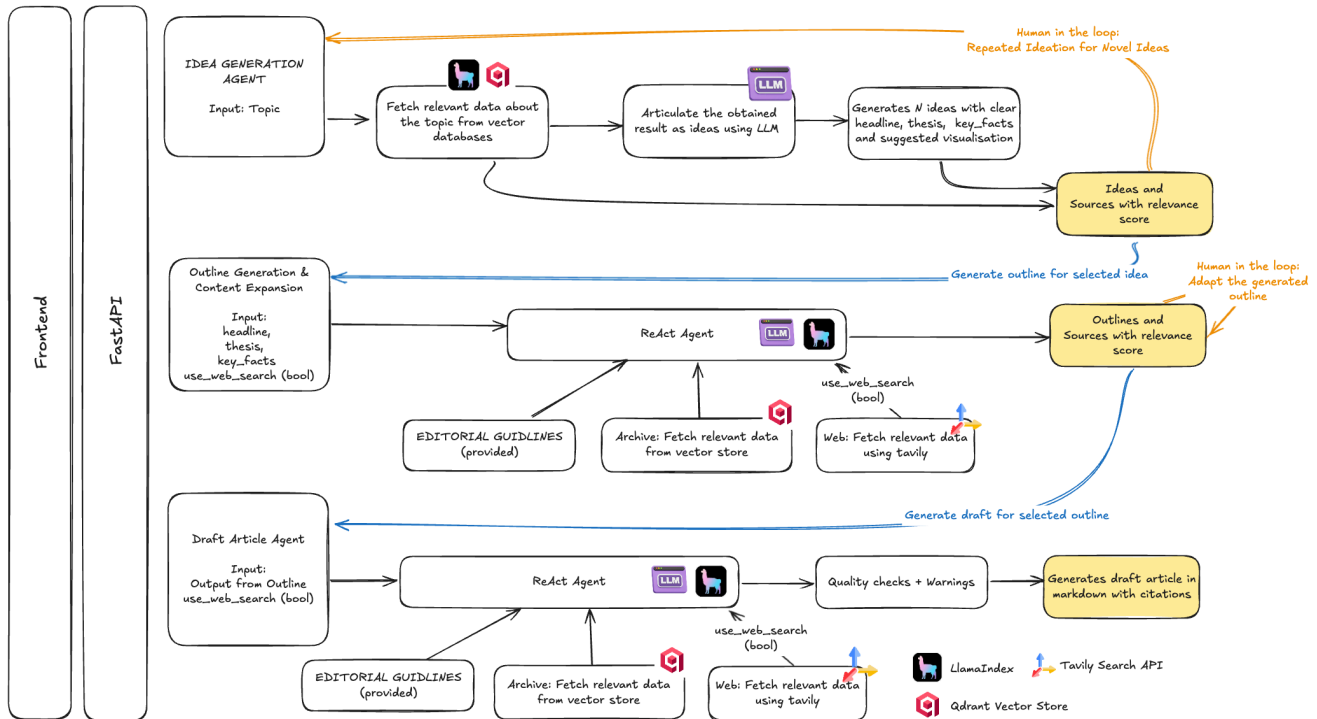 Frontend
FastAPI
IDEA GENERATION
AGENT
Input: Topic
Fetch relevant data about
the topic from vector
databases
LLM
Articulate the obtained
result as ideas using LLM
Generates N ideas with clear
headline, thesis, key_facts
and suggested visualisation
Human in the loop:
Repeated Ideation for Novel Ideas
Ideas and
Sources with relevance
score
Generate outline for selected idea
Human in the loop:
Adapt the generated
outline
Outline Generation &
Content Expansion
Input:
headline,
thesis,
key_facts
use_web_search (bool)
ReAct Agent
LLM
Outlines and
Sources with relevance
score
use_web_search
(bool)
EDITORIAL GUIDLINES
(provided)
Archive: Fetch relevant data
from vector store
Web: Fetch relevant data
using tavily
Generate draft for selected outline
Draft Article Agent
Input:
Output from Outline
use_web_search (bool)
ReAct Agent
LLM
Quality checks + Warnings
Generates draft article in
markdown with citations
use_web_search
(bool)
EDITORIAL GUIDLINES
(provided)
Archive: Fetch relevant data
from vector store
Web: Fetch relevant data
using tavily
LlamaIndex
Tavily Search API
Qdrant Vector Store